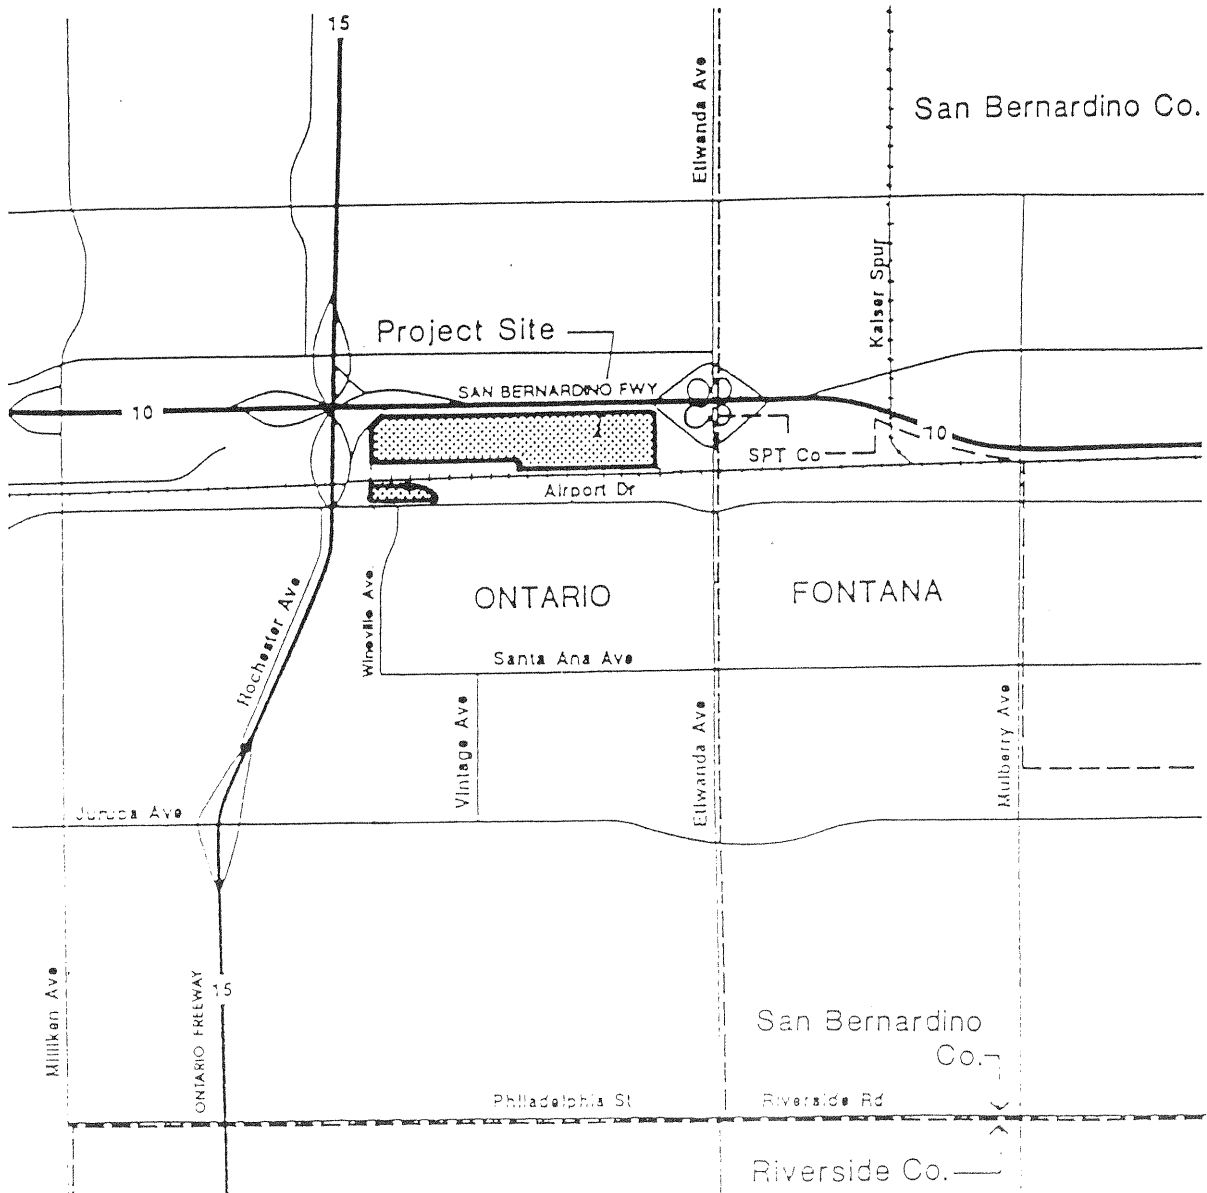 15
Etiwanda Ave
San Bernardino Co.
Kaiser Spur
Project Site
SAN BERNARDINO FWY
10
10
SPT Co
Airport Dr
Rochester Ave
Wineville Ave.
ONTARIO
FONTANA
Santa Ana Ave
Vintage Ave
Etiwanda Ave
Mulberry Ave
Jurupa Ave
Milliken Ave
ONTARIO FREEWAY
15
San Bernardino
Co.
Philadelphia St
Riverside Rd
Riverside Co.